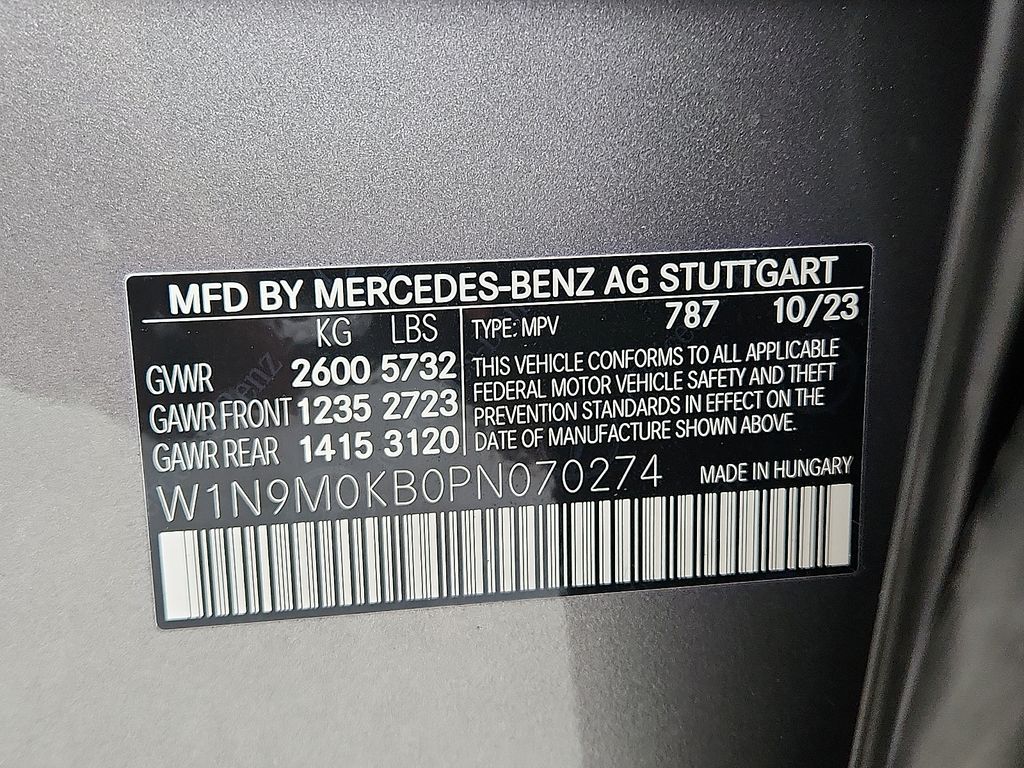 MFD BY MERCEDES-BENZ AG STUTTGART
KG LBS
GVWR 2600 5732
GAWR FRONT 1235 2723
GAWR REAR 1415 3120
TYPE: MPV 787 10/23
THIS VEHICLE CONFORMS TO ALL APPLICABLE
FEDERAL MOTOR VEHICLE SAFETY AND THEFT
PREVENTION STANDARDS IN EFFECT ON THE
DATE OF MANUFACTURE SHOWN ABOVE.
W1N9M0KB0PN070274 MADE IN HUNGARY